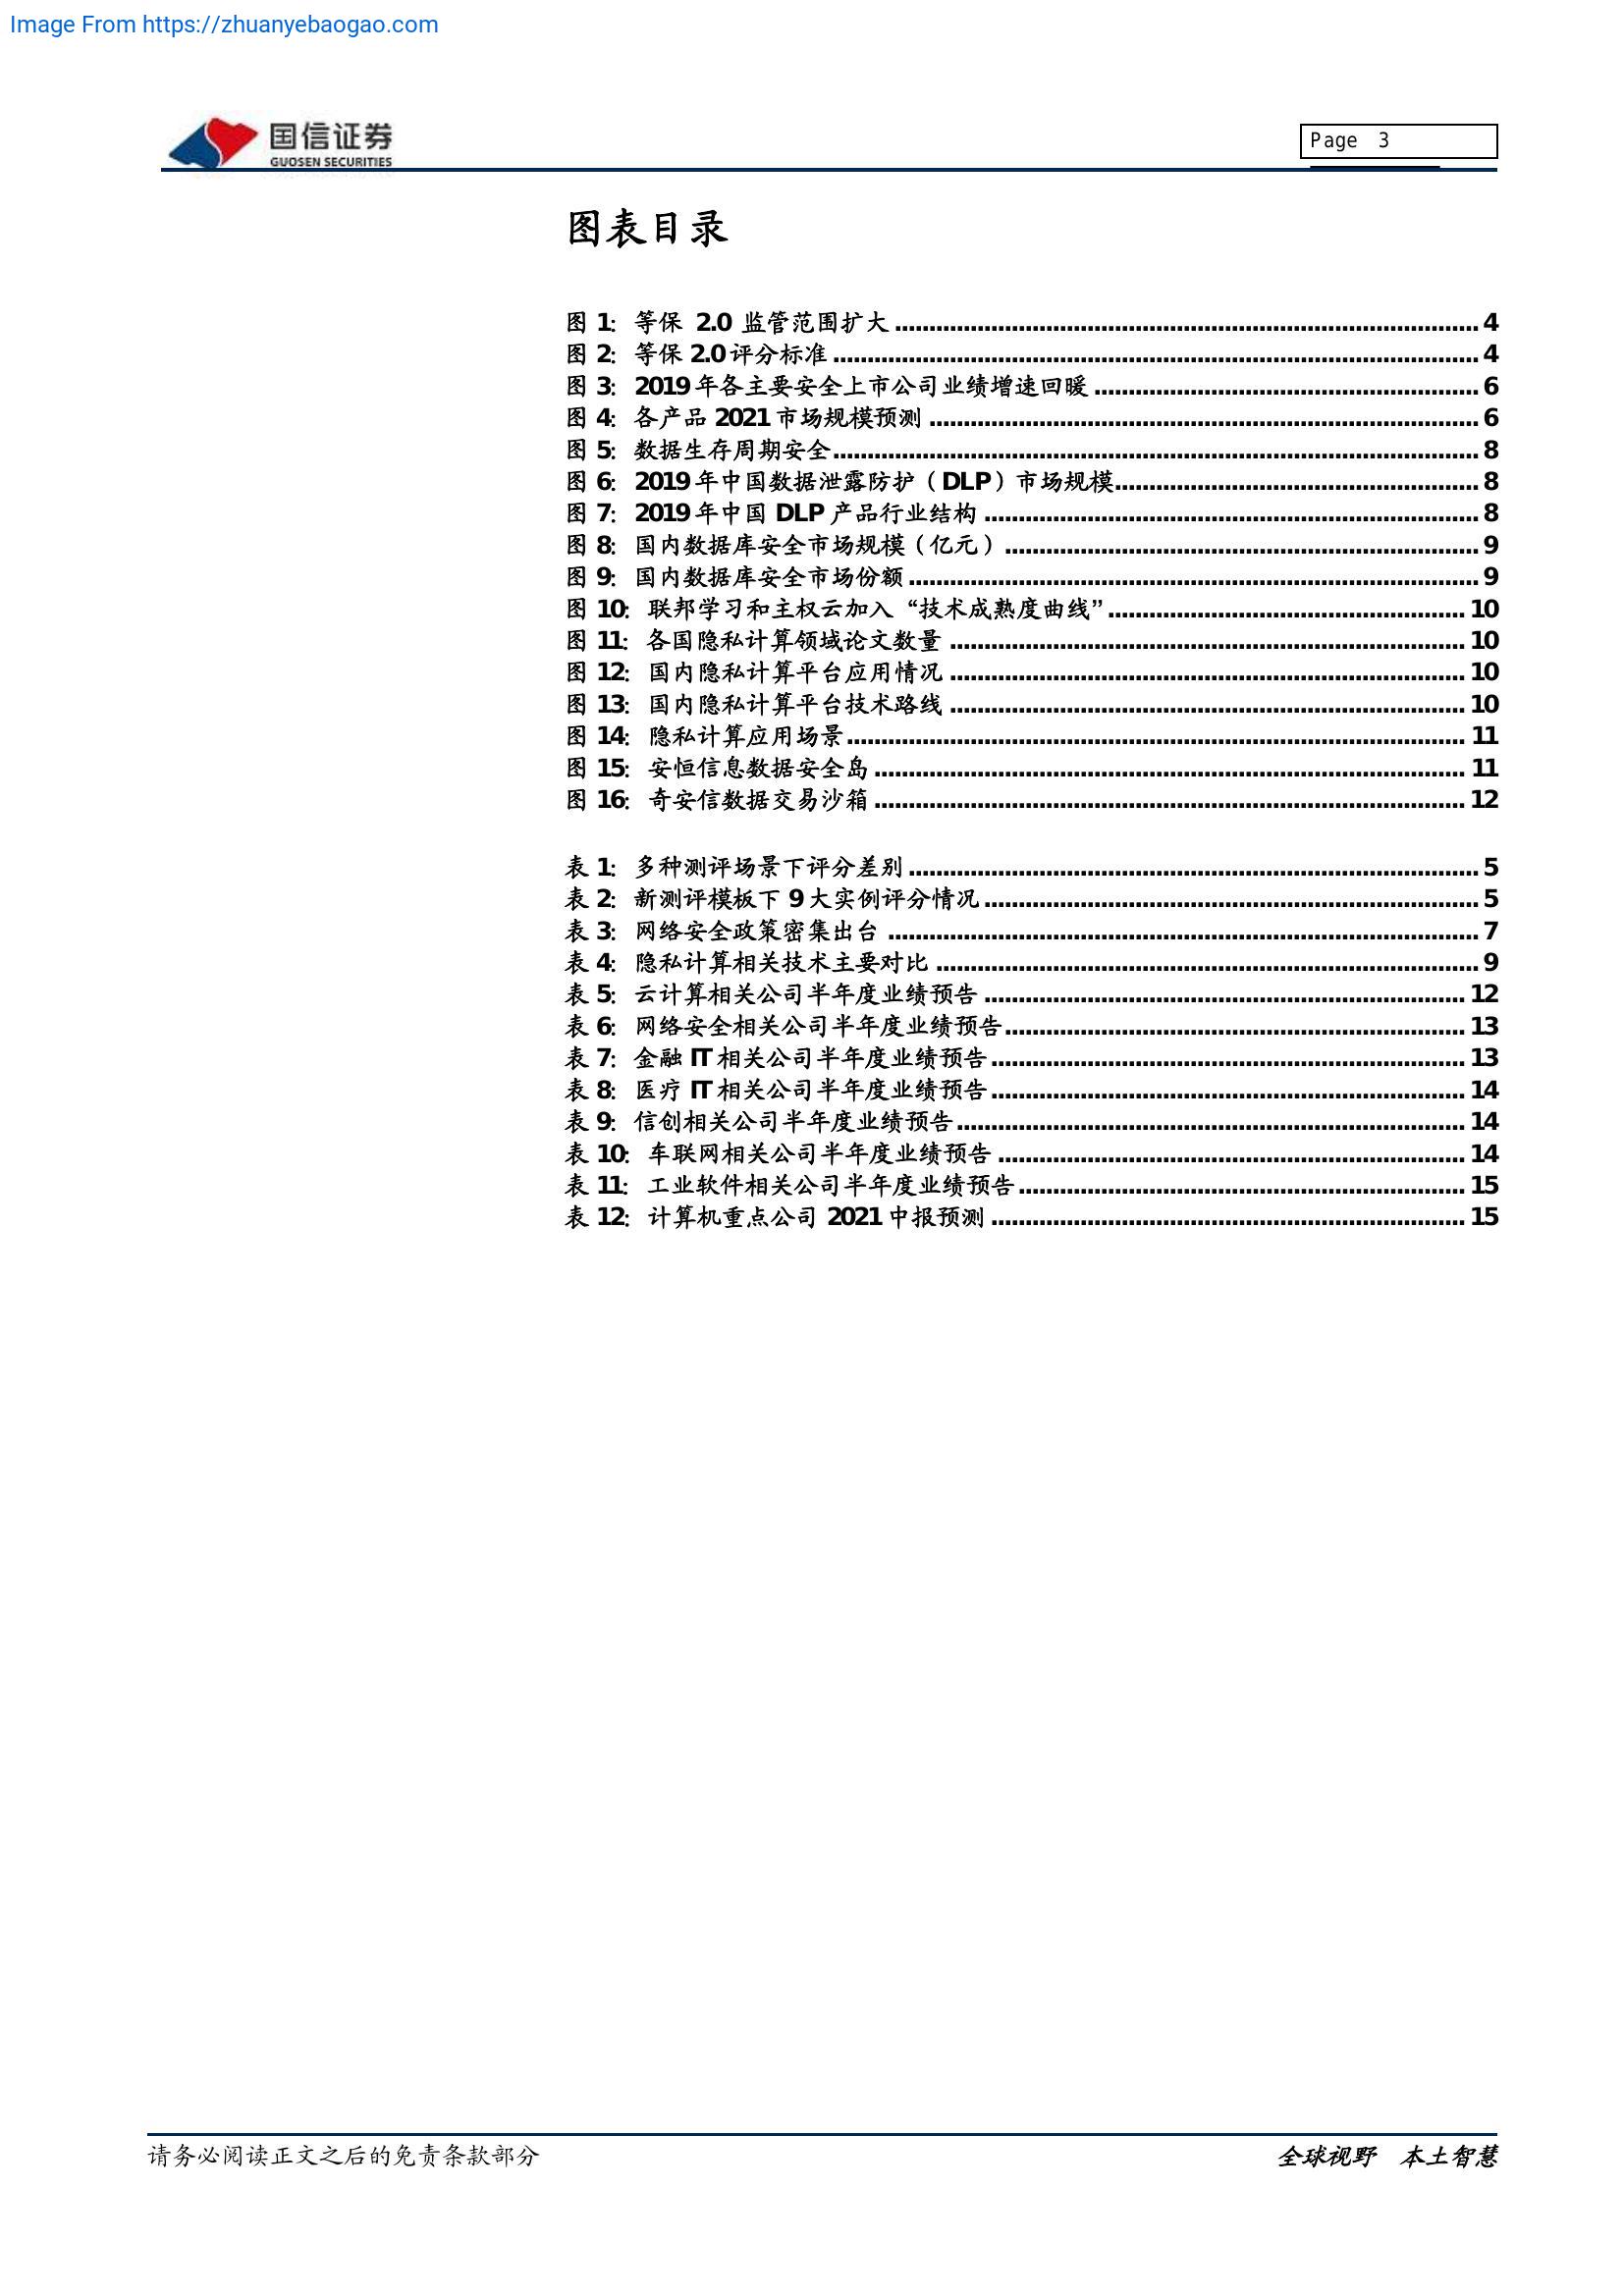 Image From https://zhuanyebaogao.com
国信证券
GUOSEN SECURITIES
Page 3
图表目录
图 1: 等保 2.0 监管范围扩大 ........ 4
图 2: 等保 2.0 评分标准 ........ 4
图 3: 2019 年各主要安全上市公司业绩增速回暖 ........ 6
图 4: 各产品 2021 市场规模预测 ........ 6
图 5: 数据生存周期安全 ........ 8
图 6: 2019 年中国数据泄露防护（DLP）市场规模 ........ 8
图 7: 2019 年中国 DLP 产品行业结构 ........ 8
图 8: 国内数据库安全市场规模（亿元） ........ 9
图 9: 国内数据库安全市场份额 ........ 9
图 10: 联邦学习和主权云加入“技术成熟度曲线” ........ 10
图 11: 各国隐私计算领域论文数量 ........ 10
图 12: 国内隐私计算平台应用情况 ........ 10
图 13: 国内隐私计算平台技术路线 ........ 10
图 14: 隐私计算应用场景 ........ 11
图 15: 安恒信息数据安全岛 ........ 11
图 16: 奇安信数据交易沙箱 ........ 12
表 1: 多种测评场景下评分差别 ........ 5
表 2: 新测评模板下 9 大实例评分情况 ........ 5
表 3: 网络安全政策密集出台 ........ 7
表 4: 隐私计算相关技术主要对比 ........ 9
表 5: 云计算相关公司半年度业绩预告 ........ 12
表 6: 网络安全相关公司半年度业绩预告 ........ 13
表 7: 金融 IT 相关公司半年度业绩预告 ........ 13
表 8: 医疗 IT 相关公司半年度业绩预告 ........ 14
表 9: 信创相关公司半年度业绩预告 ........ 14
表 10: 车联网相关公司半年度业绩预告 ........ 14
表 11: 工业软件相关公司半年度业绩预告 ........ 15
表 12: 计算机重点公司 2021 中报预测 ........ 15
请务必阅读正文之后的免责条款部分
全球视野 本土智慧